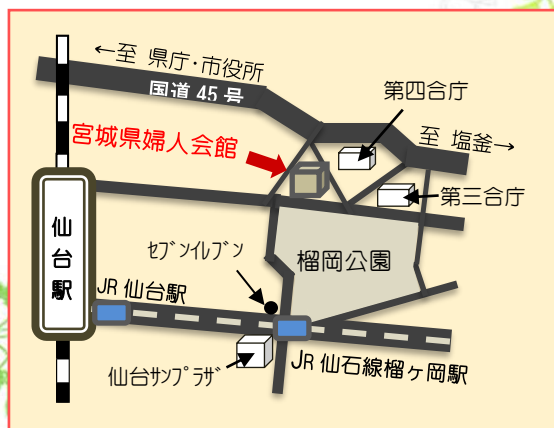 ←至 県庁・市役所
国道 45 号
第四合庁
宮城県婦人会館
至 塩釜→
第三合庁
仙台駅
ｾﾌﾞﾝｲﾚﾌﾞﾝ
榴岡公園
JR 仙台駅
仙台ｻﾝﾌﾟﾗｻﾞ
JR 仙石線榴ヶ岡駅